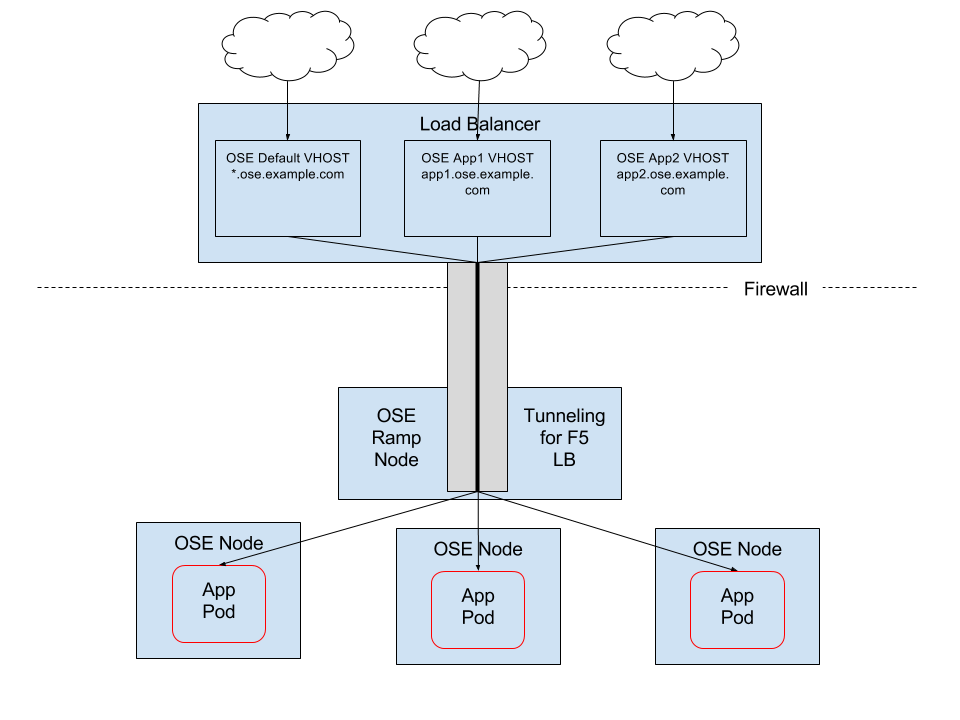 Load Balancer
OSE Default VHOST
*.ose.example.com
OSE App1 VHOST
app1.ose.example.
com
OSE App2 VHOST
app2.ose.example.
com
Firewall
OSE
Ramp
Node
Tunneling
for F5
LB
OSE Node
App
Pod
OSE Node
App
Pod
OSE Node
App
Pod